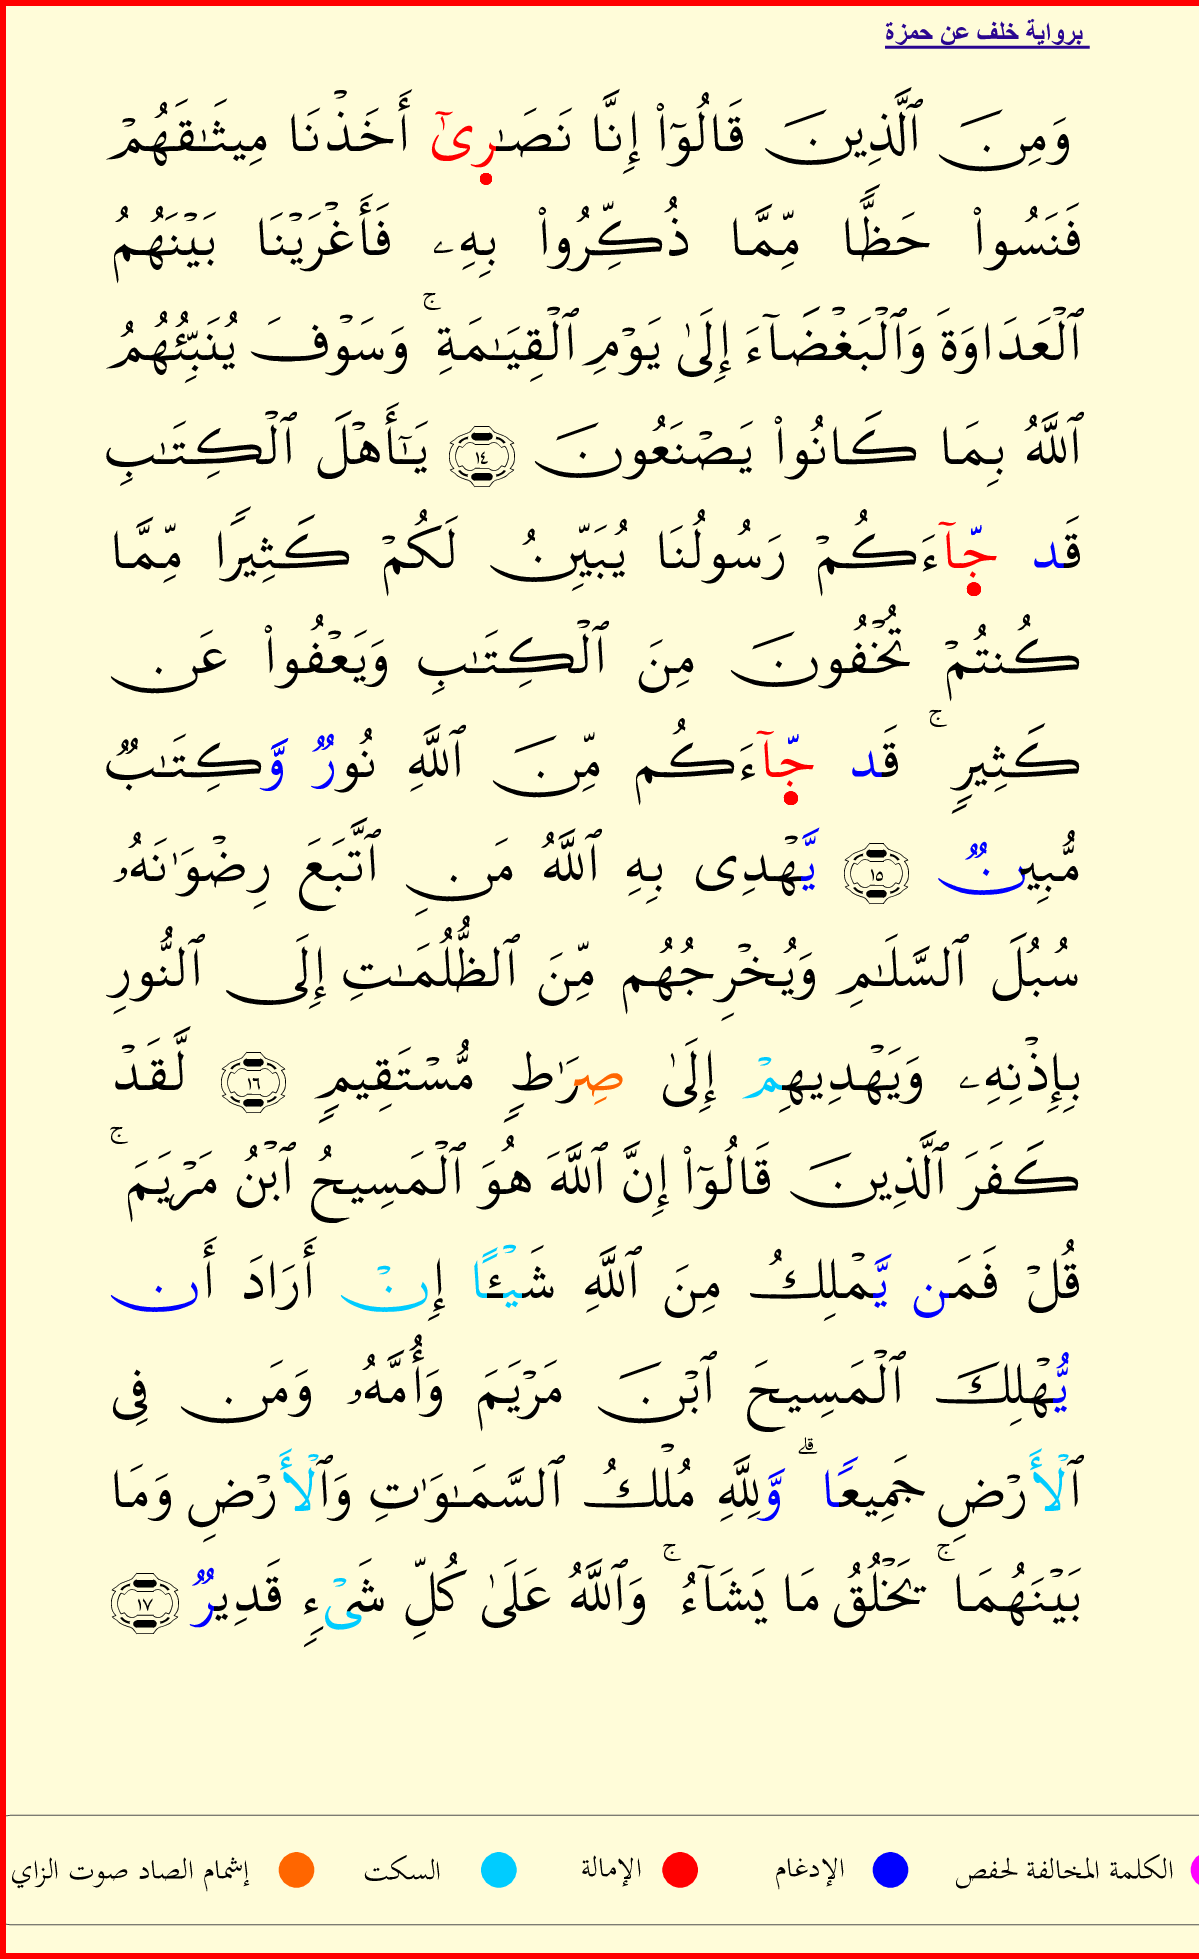 برواية خلف عن حمزة
وَمِنَ ٱلَّذِينَ قَالُوٓا۟ إِنَّا نَصَـٰرِىٰٓ أَخَذْنَا مِيثَـٰقَهُمْ
فَنَسُوا۟ حَظًّا مِّمَّا ذُكِّرُوا۟ بِهِۦ فَأَغْرَيْنَا بَيْنَهُمُ
ٱلْعَدَاوَةَ وَٱلْبَغْضَآءَ إِلَىٰ يَوْمِ ٱلْقِيَـٰمَةِ ۚ وَسَوْفَ يُنَبِّئُهُمُ
ٱللَّهُ بِمَا كَانُوا۟ يَصْنَعُونَ ١٤ يَـٰٓأَهْلَ ٱلْكِتَـٰبِ
قَد جَّآءَكُمْ رَسُولُنَا يُبَيِّنُ لَكُمْ كَثِيرًا مِّمَّا
كُنتُمْ تُخْفُونَ مِنَ ٱلْكِتَـٰبِ وَيَعْفُوا۟ عَن
كَثِيرٍ ۚ قَد جَّآءَكُم مِّنَ ٱللَّهِ نُورٌ وَّكِتَـٰبٌ
مُّبِينٌ ١٥ يَّهْدِى بِهِ ٱللَّهُ مَنِ ٱتَّبَعَ رِضْوَٰنَهُۥ
سُبُلَ ٱلسَّلَـٰمِ وَيُخْرِجُهُم مِّنَ ٱلظُّلُمَـٰتِ إِلَى ٱلنُّورِ
بِإِذْنِهِۦ وَيَهْدِيهِمْ إِلَىٰ صِرَٰطٍ مُّسْتَقِيمٍ ١٦ لَّقَدْ
كَفَرَ ٱلَّذِينَ قَالُوٓا۟ إِنَّ ٱللَّهَ هُوَ ٱلْمَسِيحُ ٱبْنُ مَرْيَمَ ۚ
قُلْ فَمَن يَّمْلِكُ مِنَ ٱللَّهِ شَيْـًٔا إِنْ أَرَادَ أَن
يُّهْلِكَ ٱلْمَسِيحَ ٱبْنَ مَرْيَمَ وَأُمَّهُۥ وَمَن فِى
ٱلْأَرْضِ جَمِيعًا ۗ وَّلِلَّهِ مُلْكُ ٱلسَّمَـٰوَٰتِ وَٱلْأَرْضِ وَمَا
بَيْنَهُمَا ۚ يَخْلُقُ مَا يَشَآءُ ۚ وَٱللَّهُ عَلَىٰ كُلِّ شَىْءٍ قَدِيرٌ ١٧
الكلمة المخالفة لحفص الإدغام الإمالة السكت إشمام الصاد صوت الزاي